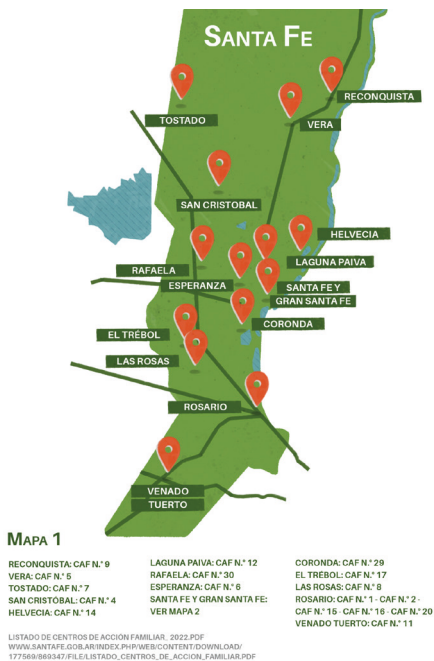 SANTA FE
RECONQUISTA
TOSTADO
VERA
SAN CRISTOBAL
HELVECIA
LAGUNA PAIVA
RAFAELA
ESPERANZA
SANTA FE Y
GRAN SANTA FE
CORONDA
EL TRÉBOL
LAS ROSAS
ROSARIO
VENADO
TUERTO
MAPA 1
RECONQUISTA: CAF N.° 9
VERA: CAF N.° 5
TOSTADO: CAF N.° 7
SAN CRISTÓBAL: CAF N.° 4
HELVECIA: CAF N.° 14
LAGUNA PAIVA: CAF N.° 12
RAFAELA: CAF N.° 30
ESPERANZA: CAF N.° 6
SANTA FE Y GRAN SANTA FE:
VER MAPA 2
CORONDA: CAF N.° 29
EL TRÉBOL: CAF N.° 17
LAS ROSAS: CAF N.° 8
ROSARIO: CAF N.° 1 - CAF N.° 2 -
CAF N.° 15 - CAF N.° 16 - CAF N.° 20
VENADO TUERTO: CAF N.° 11
LISTADO DE CENTROS DE ACCIÓN FAMILIAR_2022.PDF
WWW.SANTAFE.GOB.AR/INDEX.PHP/WEB/CONTENT/DOWNLOAD/
177569/869347/FILE/LISTADO_CENTROS_DE_ACCION_FAMILIAR.PDF